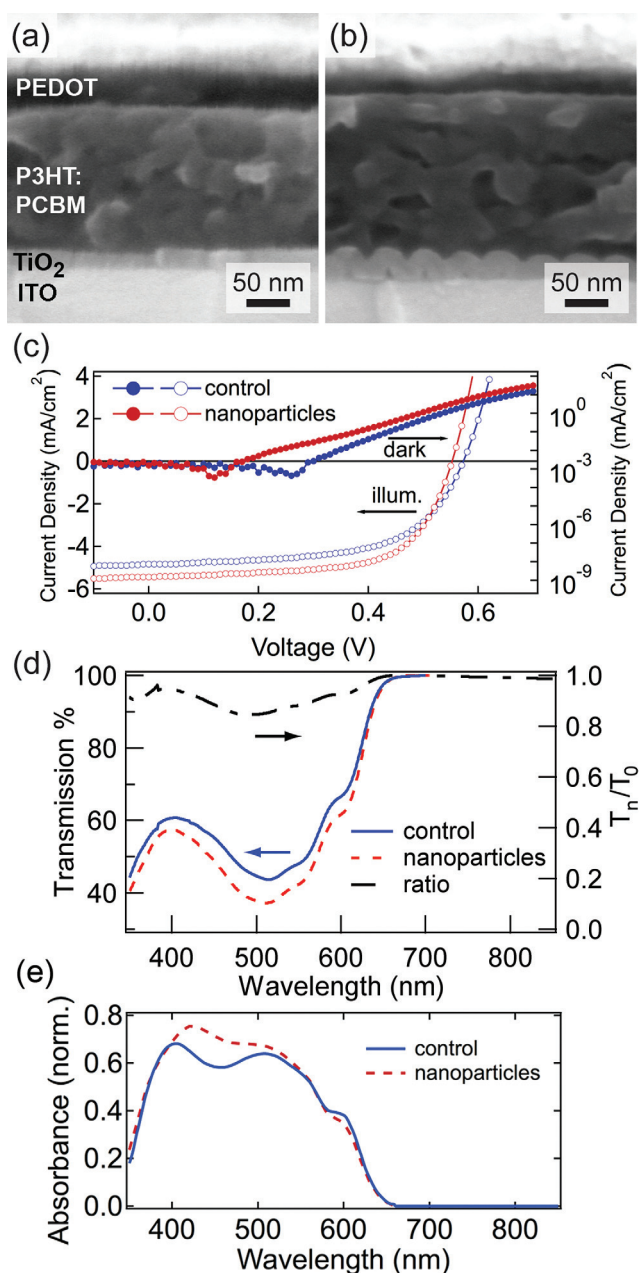 (a)
(b)
PEDOT
P3HT:
PCBM
TiO2
ITO
50 nm
50 nm
(c)
Current Density (mA/cm²)
4
2
0
-2
-4
-6
control
nanoparticles
dark
illum.
10⁰
10⁻³
10⁻⁶
10⁻⁹
Current Density (mA/cm²)
0.0 0.2 0.4 0.6
Voltage (V)
(d)
Transmission %
100
80
60
40
control
nanoparticles
ratio
1.0
0.8
0.6
0.4
0.2
0.0
Tn/T0
400 500 600 700 800
Wavelength (nm)
(e)
Absorbance (norm.)
0.8
0.6
0.4
0.2
0.0
control
nanoparticles
400 500 600 700 800
Wavelength (nm)